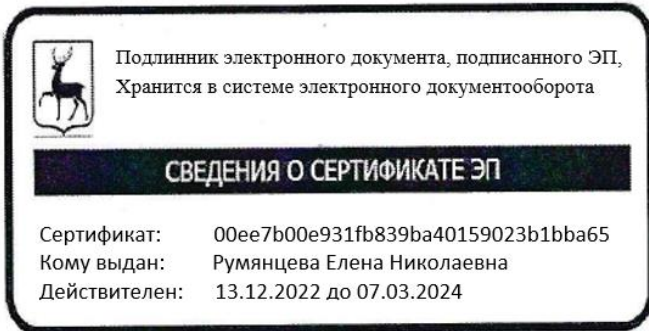 Подлинник электронного документа, подписанного ЭП,
Хранится в системе электронного документооборота
СВЕДЕНИЯ О СЕРТИФИКАТЕ ЭП
Сертификат: 00ee7b00e931fb839ba40159023b1bba65
Кому выдан: Румянцева Елена Николаевна
Действителен: 13.12.2022 до 07.03.2024